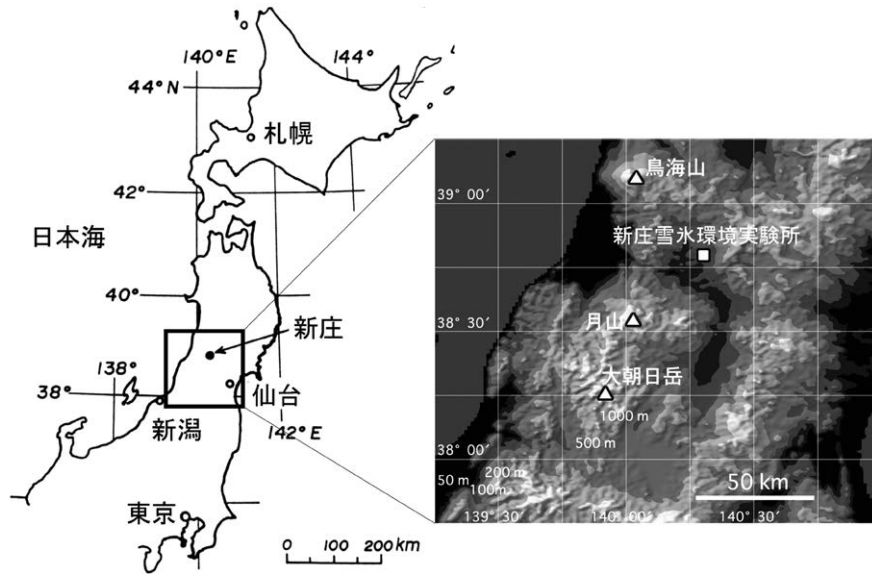 140°E
144°
44°N
札幌
42°
日本海
40°
新庄
138°
38°
仙台
新潟
142°E
東京
0 100 200km
鳥海山
39° 00′
新庄雪氷環境実験所
月山
38° 30′
大朝日岳
1000 m
500 m
38° 00′
200 m
50 m
100m
50 km
139° 30′
140° 00′
140° 30′